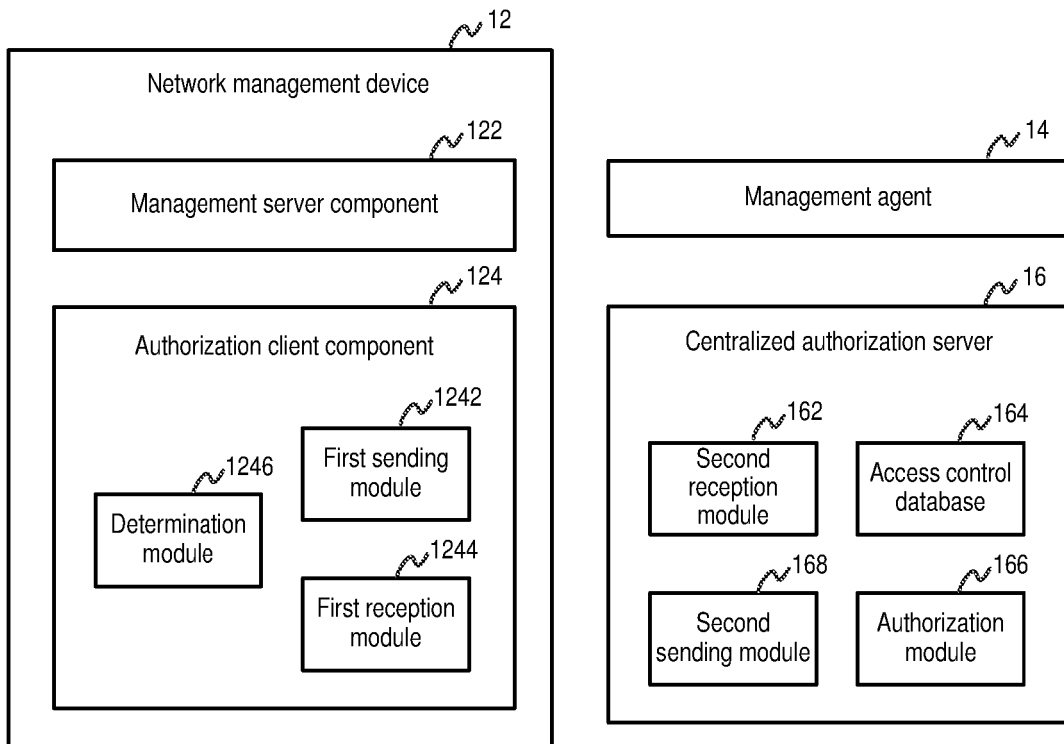 12
Network management device
122
Management server component
124
Authorization client component
1242
First sending
module
1246
Determination
module
1244
First reception
module
14
Management agent
16
Centralized authorization server
162
Second
reception
module
164
Access control
database
168
Second
sending module
166
Authorization
module